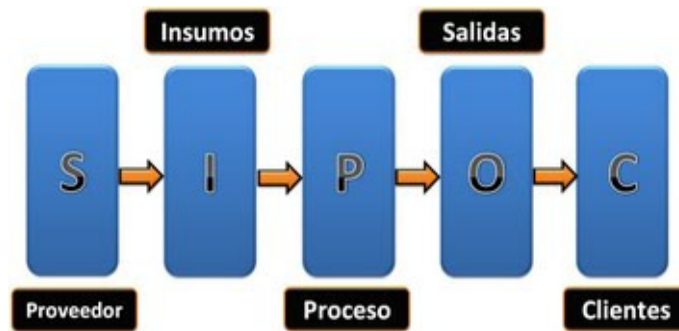 Insumos Salidas
S I P O C
Proveedor Proceso Clientes